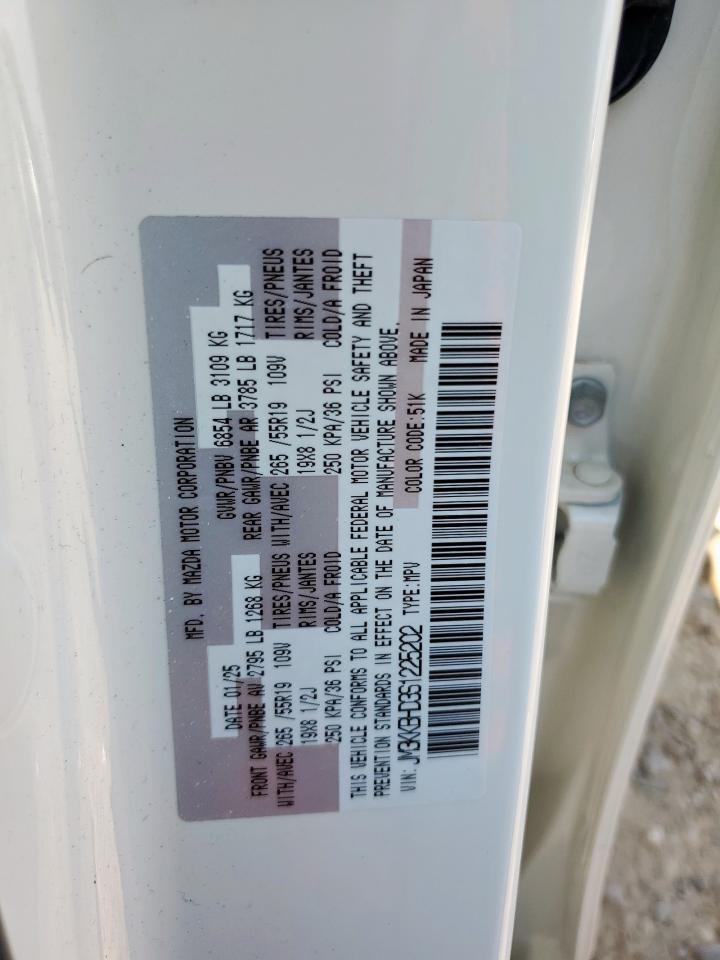 MFD. BY MAZDA MOTOR CORPORATION
DATE 01/25 GVWR/PNBV 6854 LB 3109 KG
FRONT GAWR/PNBE AV 2795 LB 1268 KG REAR GAWR/PNBE AR 3785 LB 1717 KG
WITH/AVEC 265 /55R19 109V TIRES/PNEUS WITH/AVEC 265 /55R19 109V TIRES/PNEUS
19X8 1/2J RIMS/JANTES 19X8 1/2J RIMS/JANTES
250 KPA/36 PSI COLD/A FROID 250 KPA/36 PSI COLD/A FROID
THIS VEHICLE CONFORMS TO ALL APPLICABLE FEDERAL MOTOR VEHICLE SAFETY AND THEFT
PREVENTION STANDARDS IN EFFECT ON THE DATE OF MANUFACTURE SHOWN ABOVE.
VIN: JM3KK3HD3S1225202 TYPE:MPV COLOR CODE:51K MADE IN JAPAN